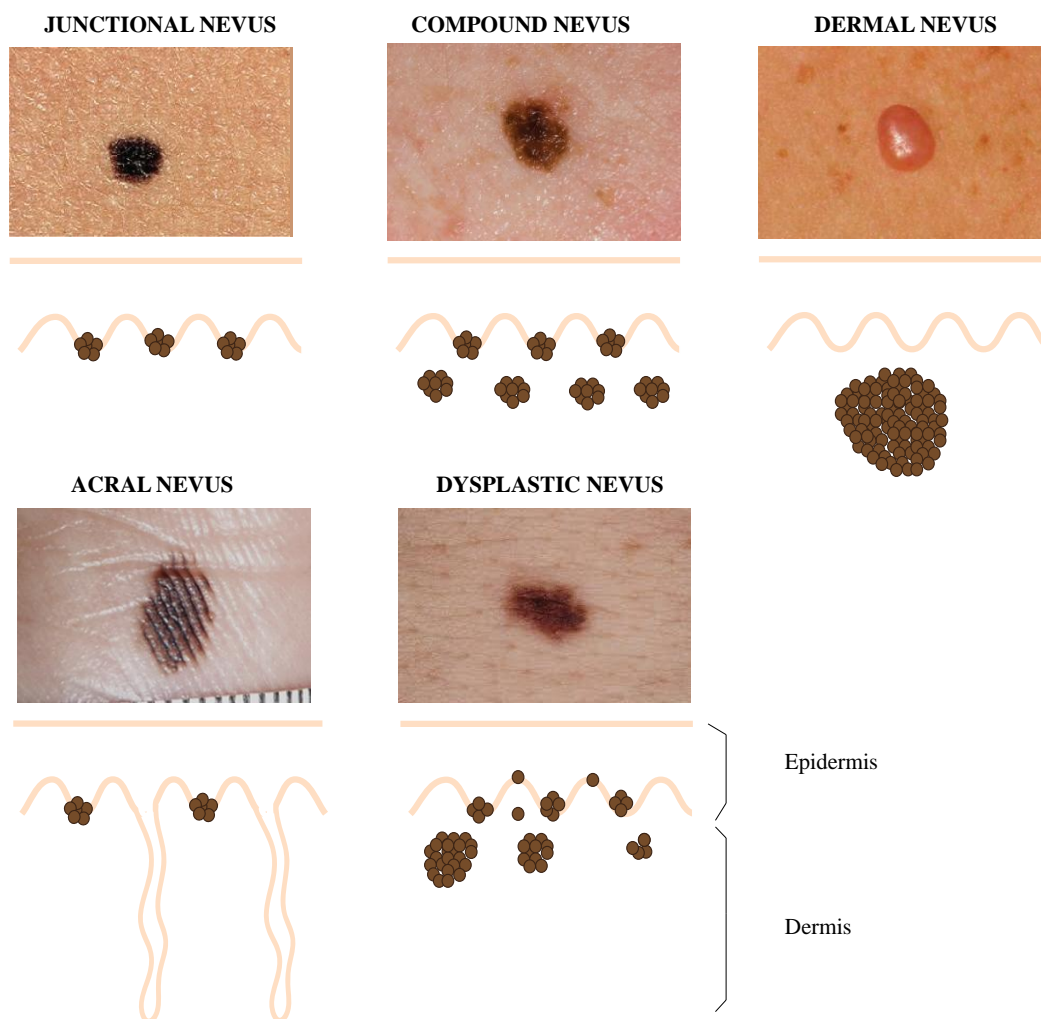 JUNCTIONAL NEVUS
COMPOUND NEVUS
DERMAL NEVUS
ACRAL NEVUS
DYSPLASTIC NEVUS
Epidermis
Dermis